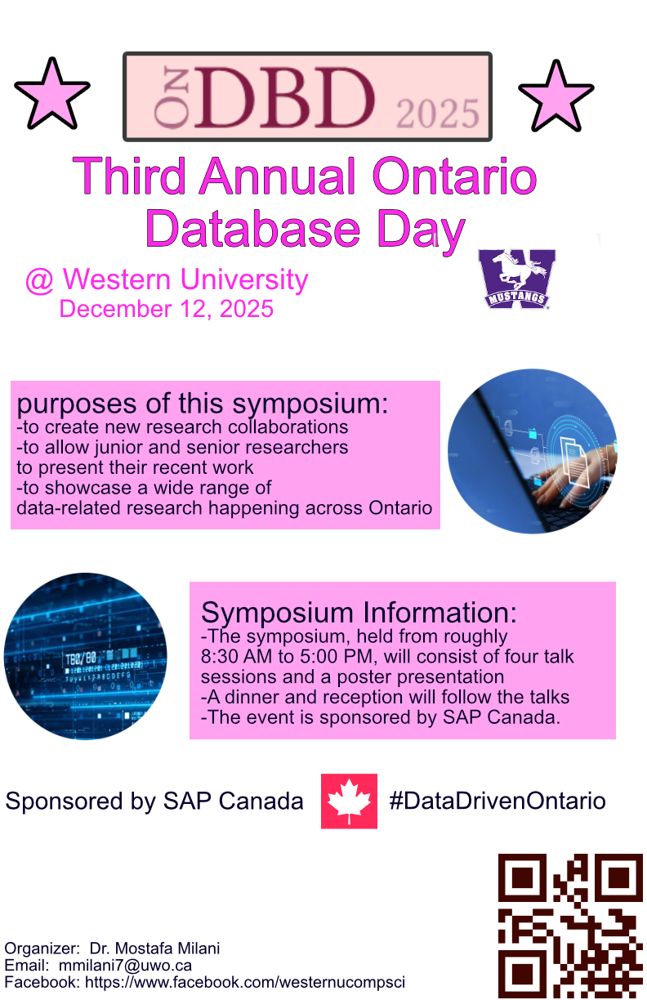 ON DBD 2025
Third Annual Ontario
Database Day
@ Western University
December 12, 2025
MUSTANGS
purposes of this symposium:
-to create new research collaborations
-to allow junior and senior researchers
to present their recent work
-to showcase a wide range of
data-related research happening across Ontario
Symposium Information:
-The symposium, held from roughly
8:30 AM to 5:00 PM, will consist of four talk
sessions and a poster presentation
-A dinner and reception will follow the talks
-The event is sponsored by SAP Canada.
Sponsored by SAP Canada
#DataDrivenOntario
Organizer:  Dr. Mostafa Milani
Email:  mmilani7@uwo.ca
Facebook: https://www.facebook.com/westernucompsci